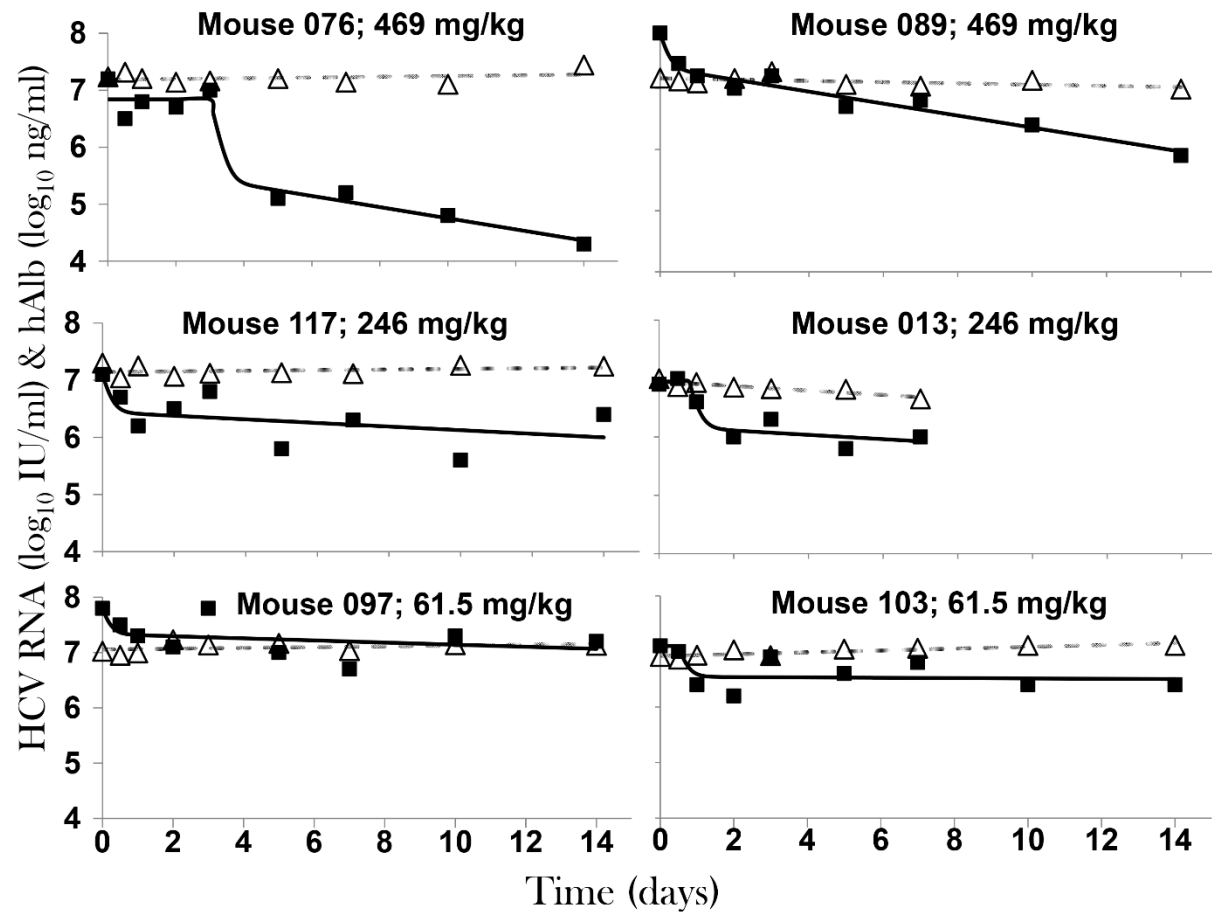 HCV RNA (log10 IU/ml) & hAlb (log10 ng/ml)
Mouse 076; 469 mg/kg
8
7
6
5
4
Mouse 089; 469 mg/kg
Mouse 117; 246 mg/kg
8
7
6
5
4
Mouse 013; 246 mg/kg
Mouse 097; 61.5 mg/kg
8
7
6
5
4
0 2 4 6 8 10 12 14
Mouse 103; 61.5 mg/kg
0 2 4 6 8 10 12 14
Time (days)